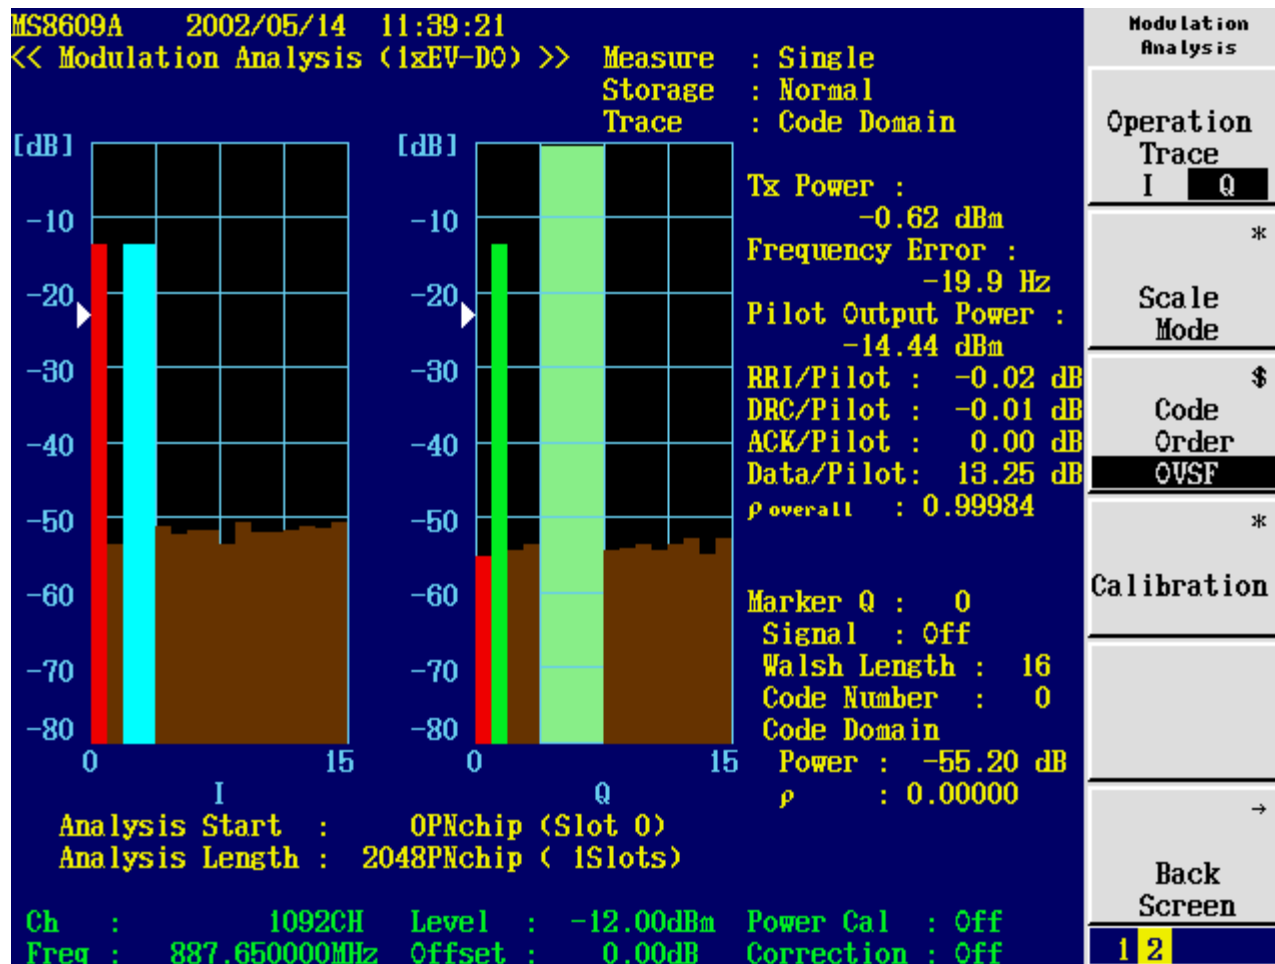 MS8609A 2002/05/14 11:39:21
<< Modulation Analysis (1xEV-DO) >> Measure : Single
Storage : Normal
Trace : Code Domain
[dB]
-10
-20
-30
-40
-50
-60
-70
-80
0 15
I
[dB]
-10
-20
-30
-40
-50
-60
-70
-80
0 15
Q
Tx Power :
-0.62 dBm
Frequency Error :
-19.9 Hz
Pilot Output Power :
-14.44 dBm
RRI/Pilot : -0.02 dB
DRC/Pilot : -0.01 dB
ACK/Pilot : 0.00 dB
Data/Pilot: 13.25 dB
ρ overall : 0.99984
Marker Q : 0
Signal : Off
Walsh Length : 16
Code Number : 0
Code Domain
Power : -55.20 dB
ρ : 0.00000
Analysis Start : 0PNchip (Slot 0)
Analysis Length : 2048PNchip ( 1Slots)
Ch : 1092CH Level : -12.00dBm Power Cal : Off
Freq : 887.650000MHz Offset : 0.00dB Correction : Off
Modulation
Analysis
Operation
Trace
I Q
*
Scale
Mode
$
Code
Order
OVSF
*
Calibration
→
Back
Screen
1 2